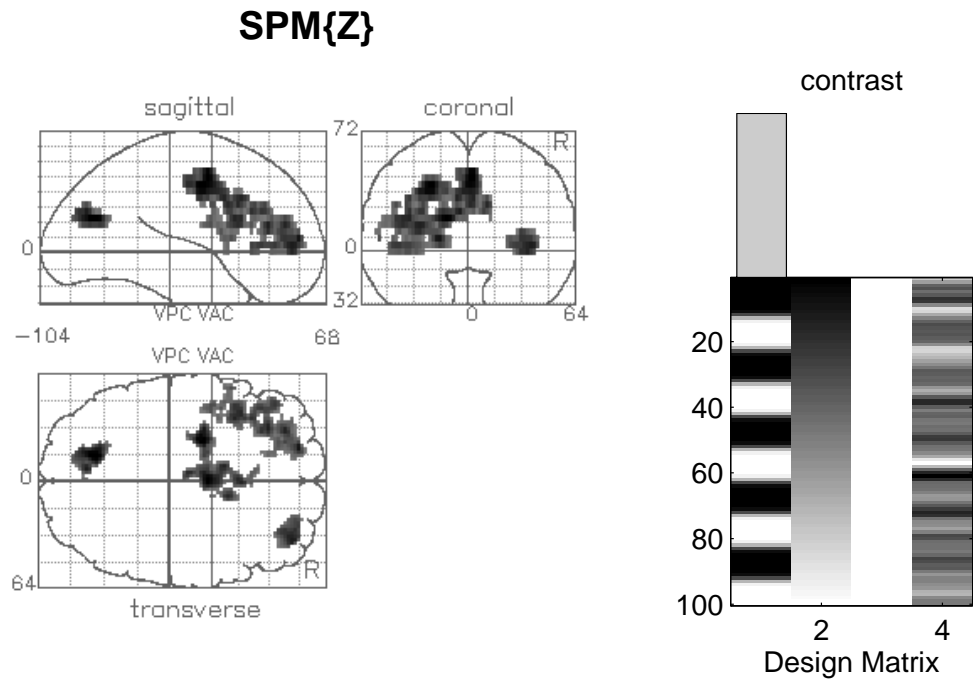 SPM{Z}
sagittal
coronal
72
R
0
0
VPC VAC
32
-104
68
0
64
VPC VAC
0
64
R
transverse
contrast
20
40
60
80
100
2
4
Design Matrix